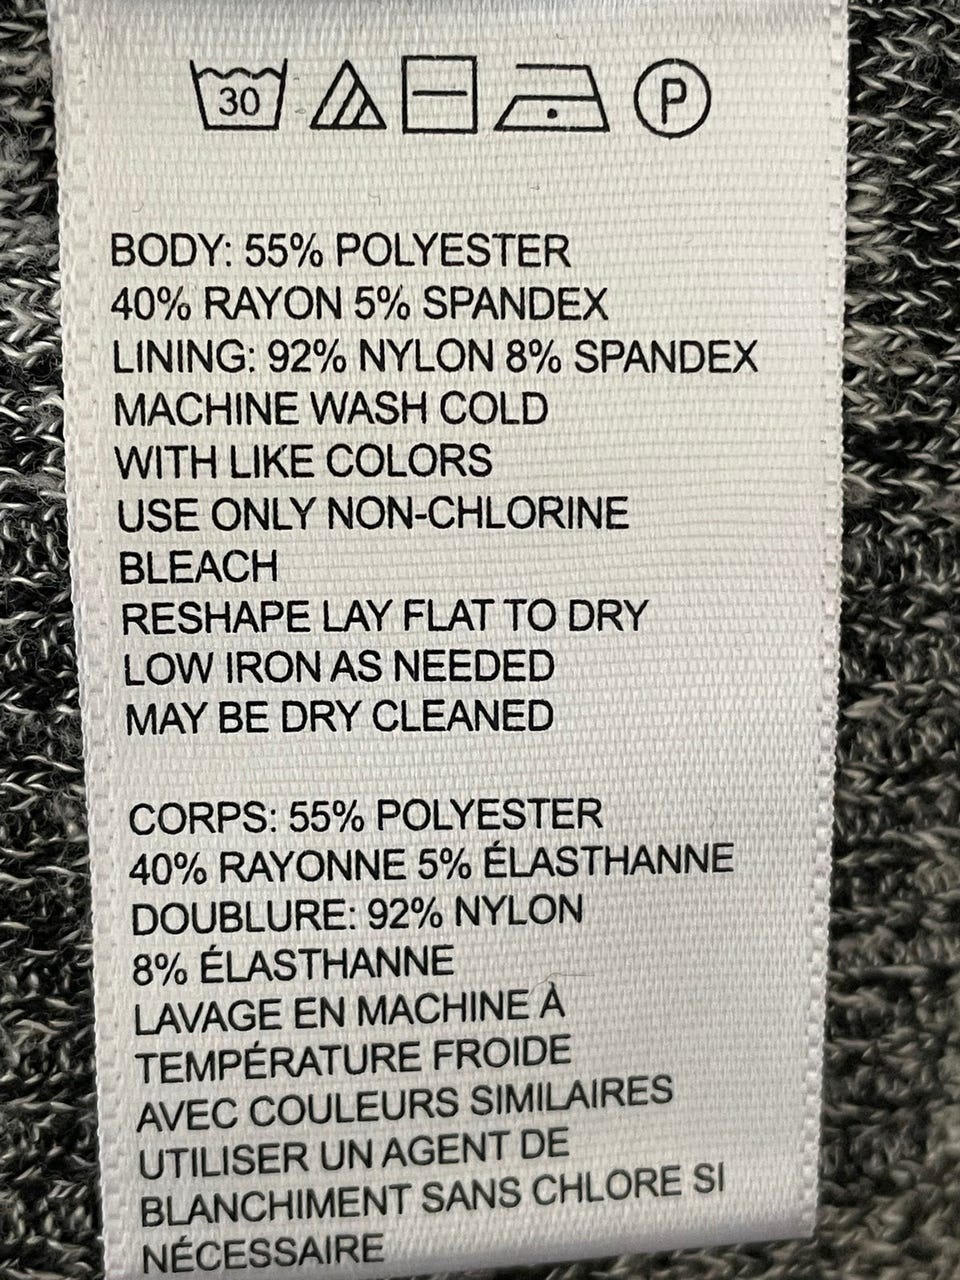 30 P
BODY: 55% POLYESTER
40% RAYON 5% SPANDEX
LINING: 92% NYLON 8% SPANDEX
MACHINE WASH COLD
WITH LIKE COLORS
USE ONLY NON-CHLORINE
BLEACH
RESHAPE LAY FLAT TO DRY
LOW IRON AS NEEDED
MAY BE DRY CLEANED
CORPS: 55% POLYESTER
40% RAYONNE 5% ÉLASTHANNE
DOUBLURE: 92% NYLON
8% ÉLASTHANNE
LAVAGE EN MACHINE À
TEMPÉRATURE FROIDE
AVEC COULEURS SIMILAIRES
UTILISER UN AGENT DE
BLANCHIMENT SANS CHLORE SI
NÉCESSAIRE